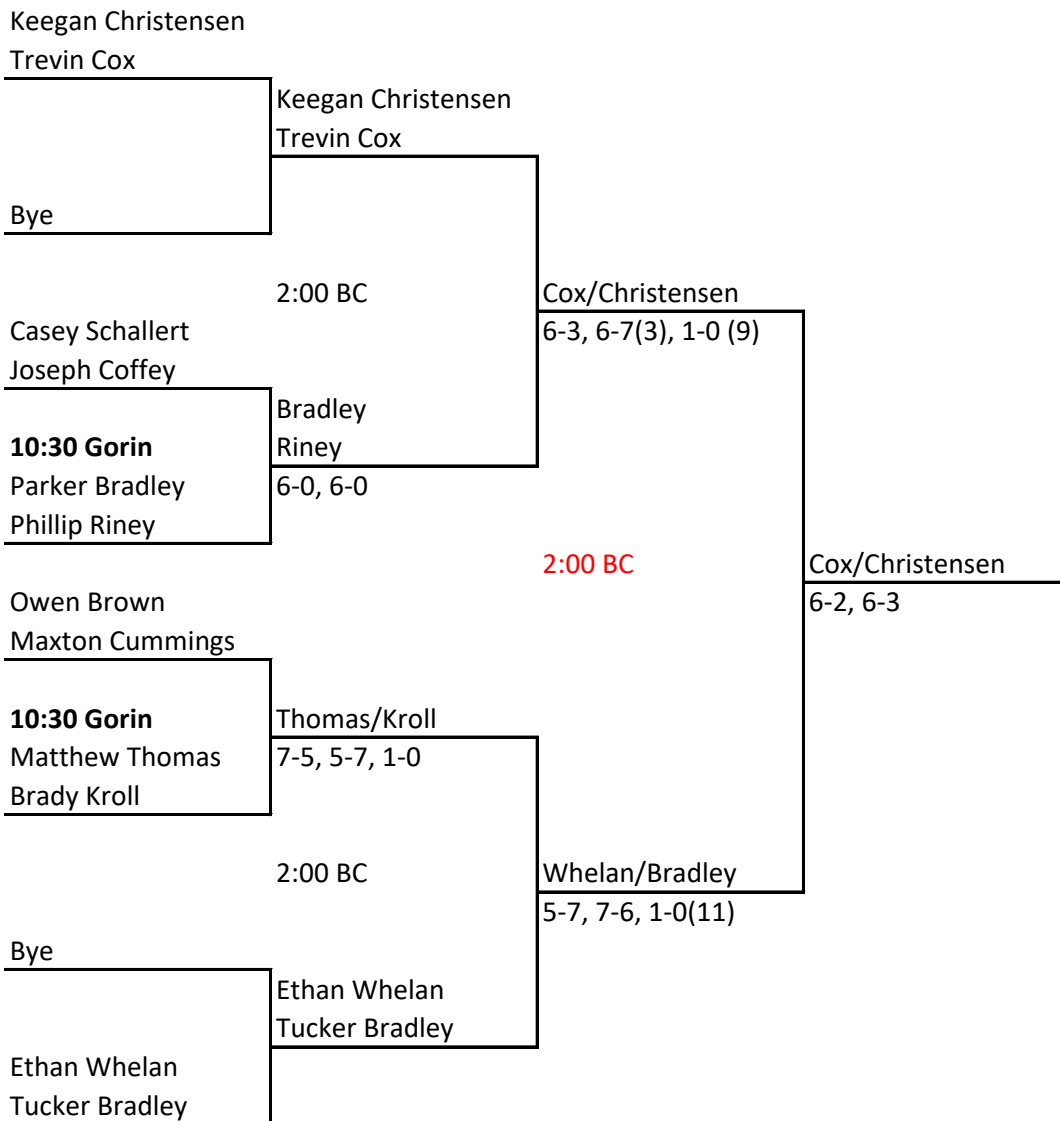 Keegan Christensen
Trevin Cox
Keegan Christensen
Trevin Cox
Bye
2:00 BC
Cox/Christensen
Casey Schallert
6-3, 6-7(3), 1-0 (9)
Joseph Coffey
Bradley
10:30 Gorin
Riney
Parker Bradley
6-0, 6-0
Phillip Riney
2:00 BC
Cox/Christensen
Owen Brown
6-2, 6-3
Maxton Cummings
10:30 Gorin
Thomas/Kroll
Matthew Thomas
7-5, 5-7, 1-0
Brady Kroll
2:00 BC
Whelan/Bradley
5-7, 7-6, 1-0(11)
Bye
Ethan Whelan
Tucker Bradley
Ethan Whelan
Tucker Bradley